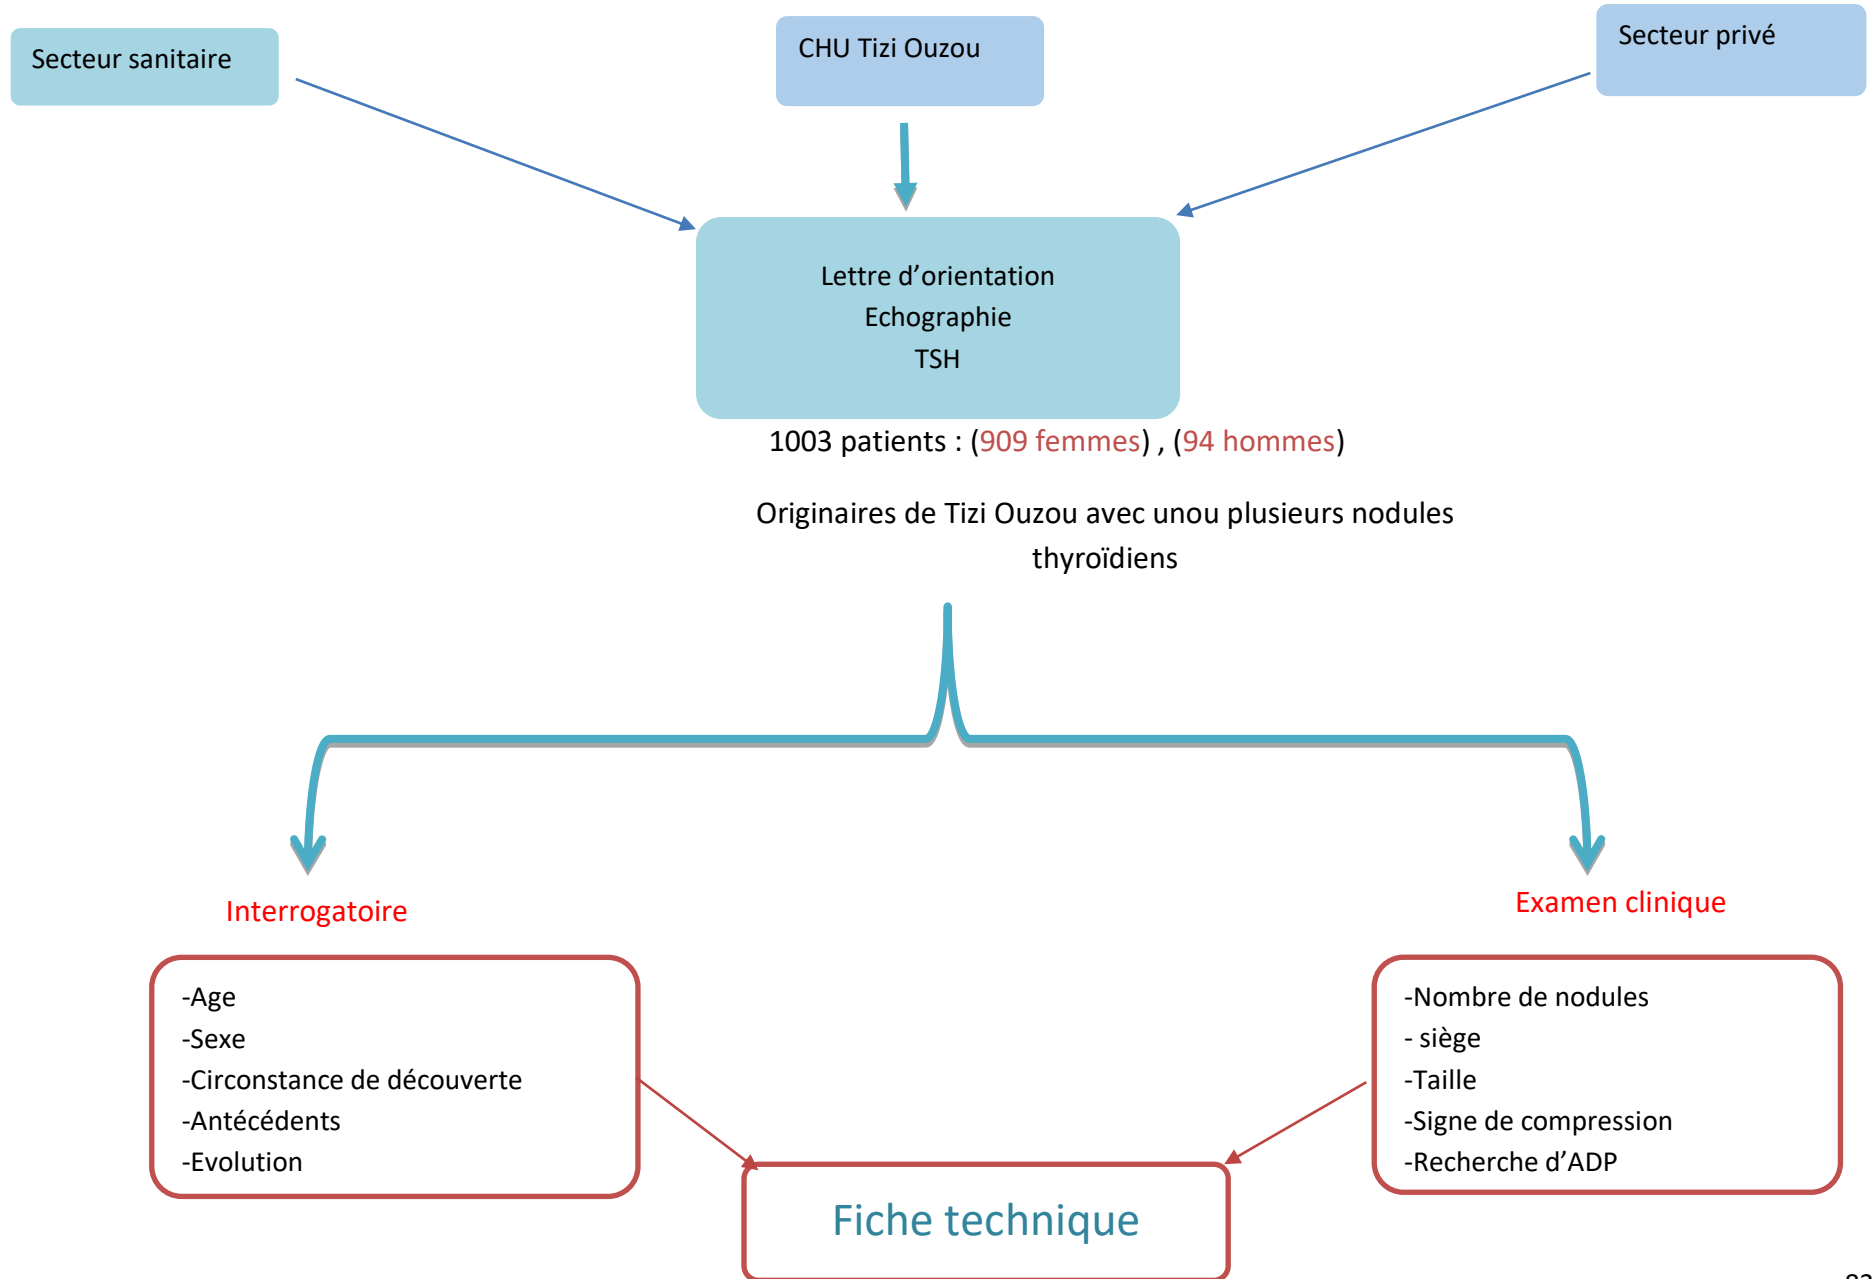 Secteur sanitaire
CHU Tizi Ouzou
Secteur privé
Lettre d’orientation
Echographie
TSH
1003 patients : (909 femmes) , (94 hommes)
Originaires de Tizi Ouzou avec unou plusieurs nodules
thyroïdiens
Interrogatoire
Examen clinique
-Age
-Sexe
-Circonstance de découverte
-Antécédents
-Evolution
-Nombre de nodules
- siège
-Taille
-Signe de compression
-Recherche d’ADP
Fiche technique